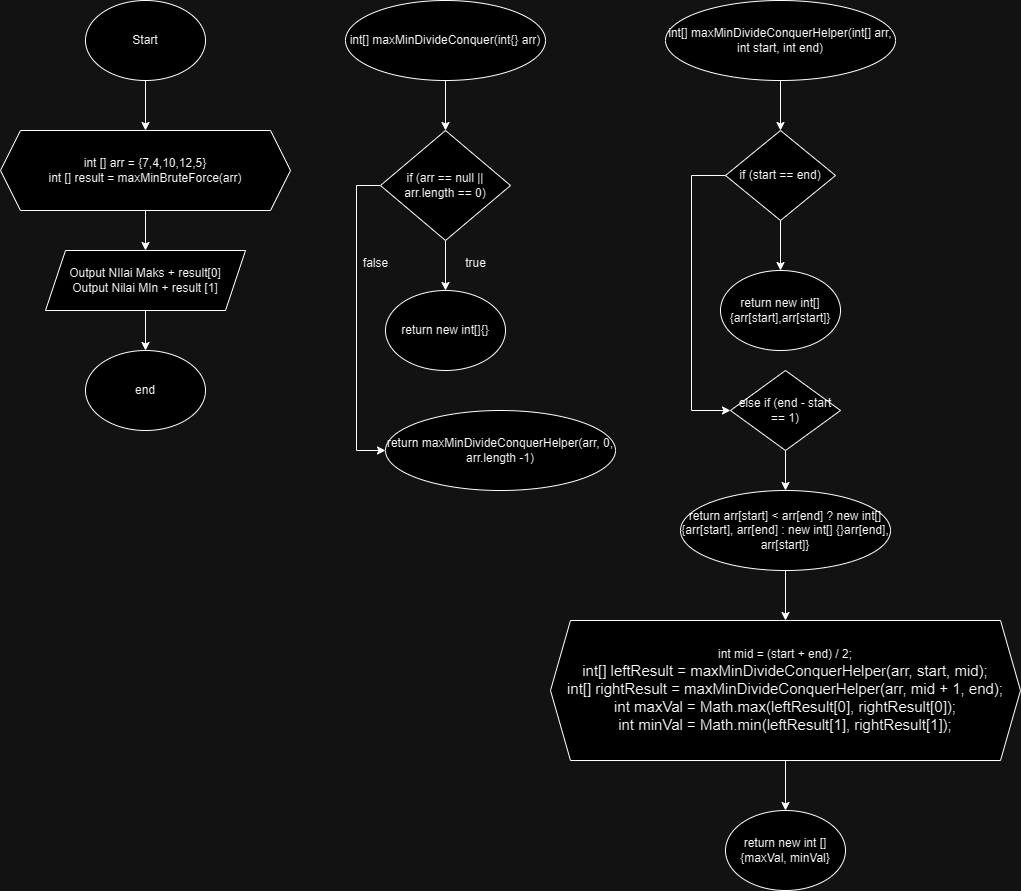 Start
int [] arr = {7,4,10,12,5}
int [] result = maxMinBruteForce(arr)
Output NIlai Maks + result[0]
Output Nilai MIn + result [1]
end
int[] maxMinDivideConquer(int{} arr)
if (arr == null ||
arr.length == 0)
false
true
return new int[]{}
return maxMinDivideConquerHelper(arr, 0,
arr.length -1)
int[] maxMinDivideConquerHelper(int[] arr,
int start, int end)
if (start == end)
return new int[]
{arr[start],arr[start]}
else if (end - start
== 1)
return arr[start] < arr[end] ? new int[]
{arr[start], arr[end] : new int[] {}arr[end],
arr[start]}
int mid = (start + end) / 2;
int[] leftResult = maxMinDivideConquerHelper(arr, start, mid);
int[] rightResult = maxMinDivideConquerHelper(arr, mid + 1, end);
int maxVal = Math.max(leftResult[0], rightResult[0]);
int minVal = Math.min(leftResult[1], rightResult[1]);
return new int []
{maxVal, minVal}